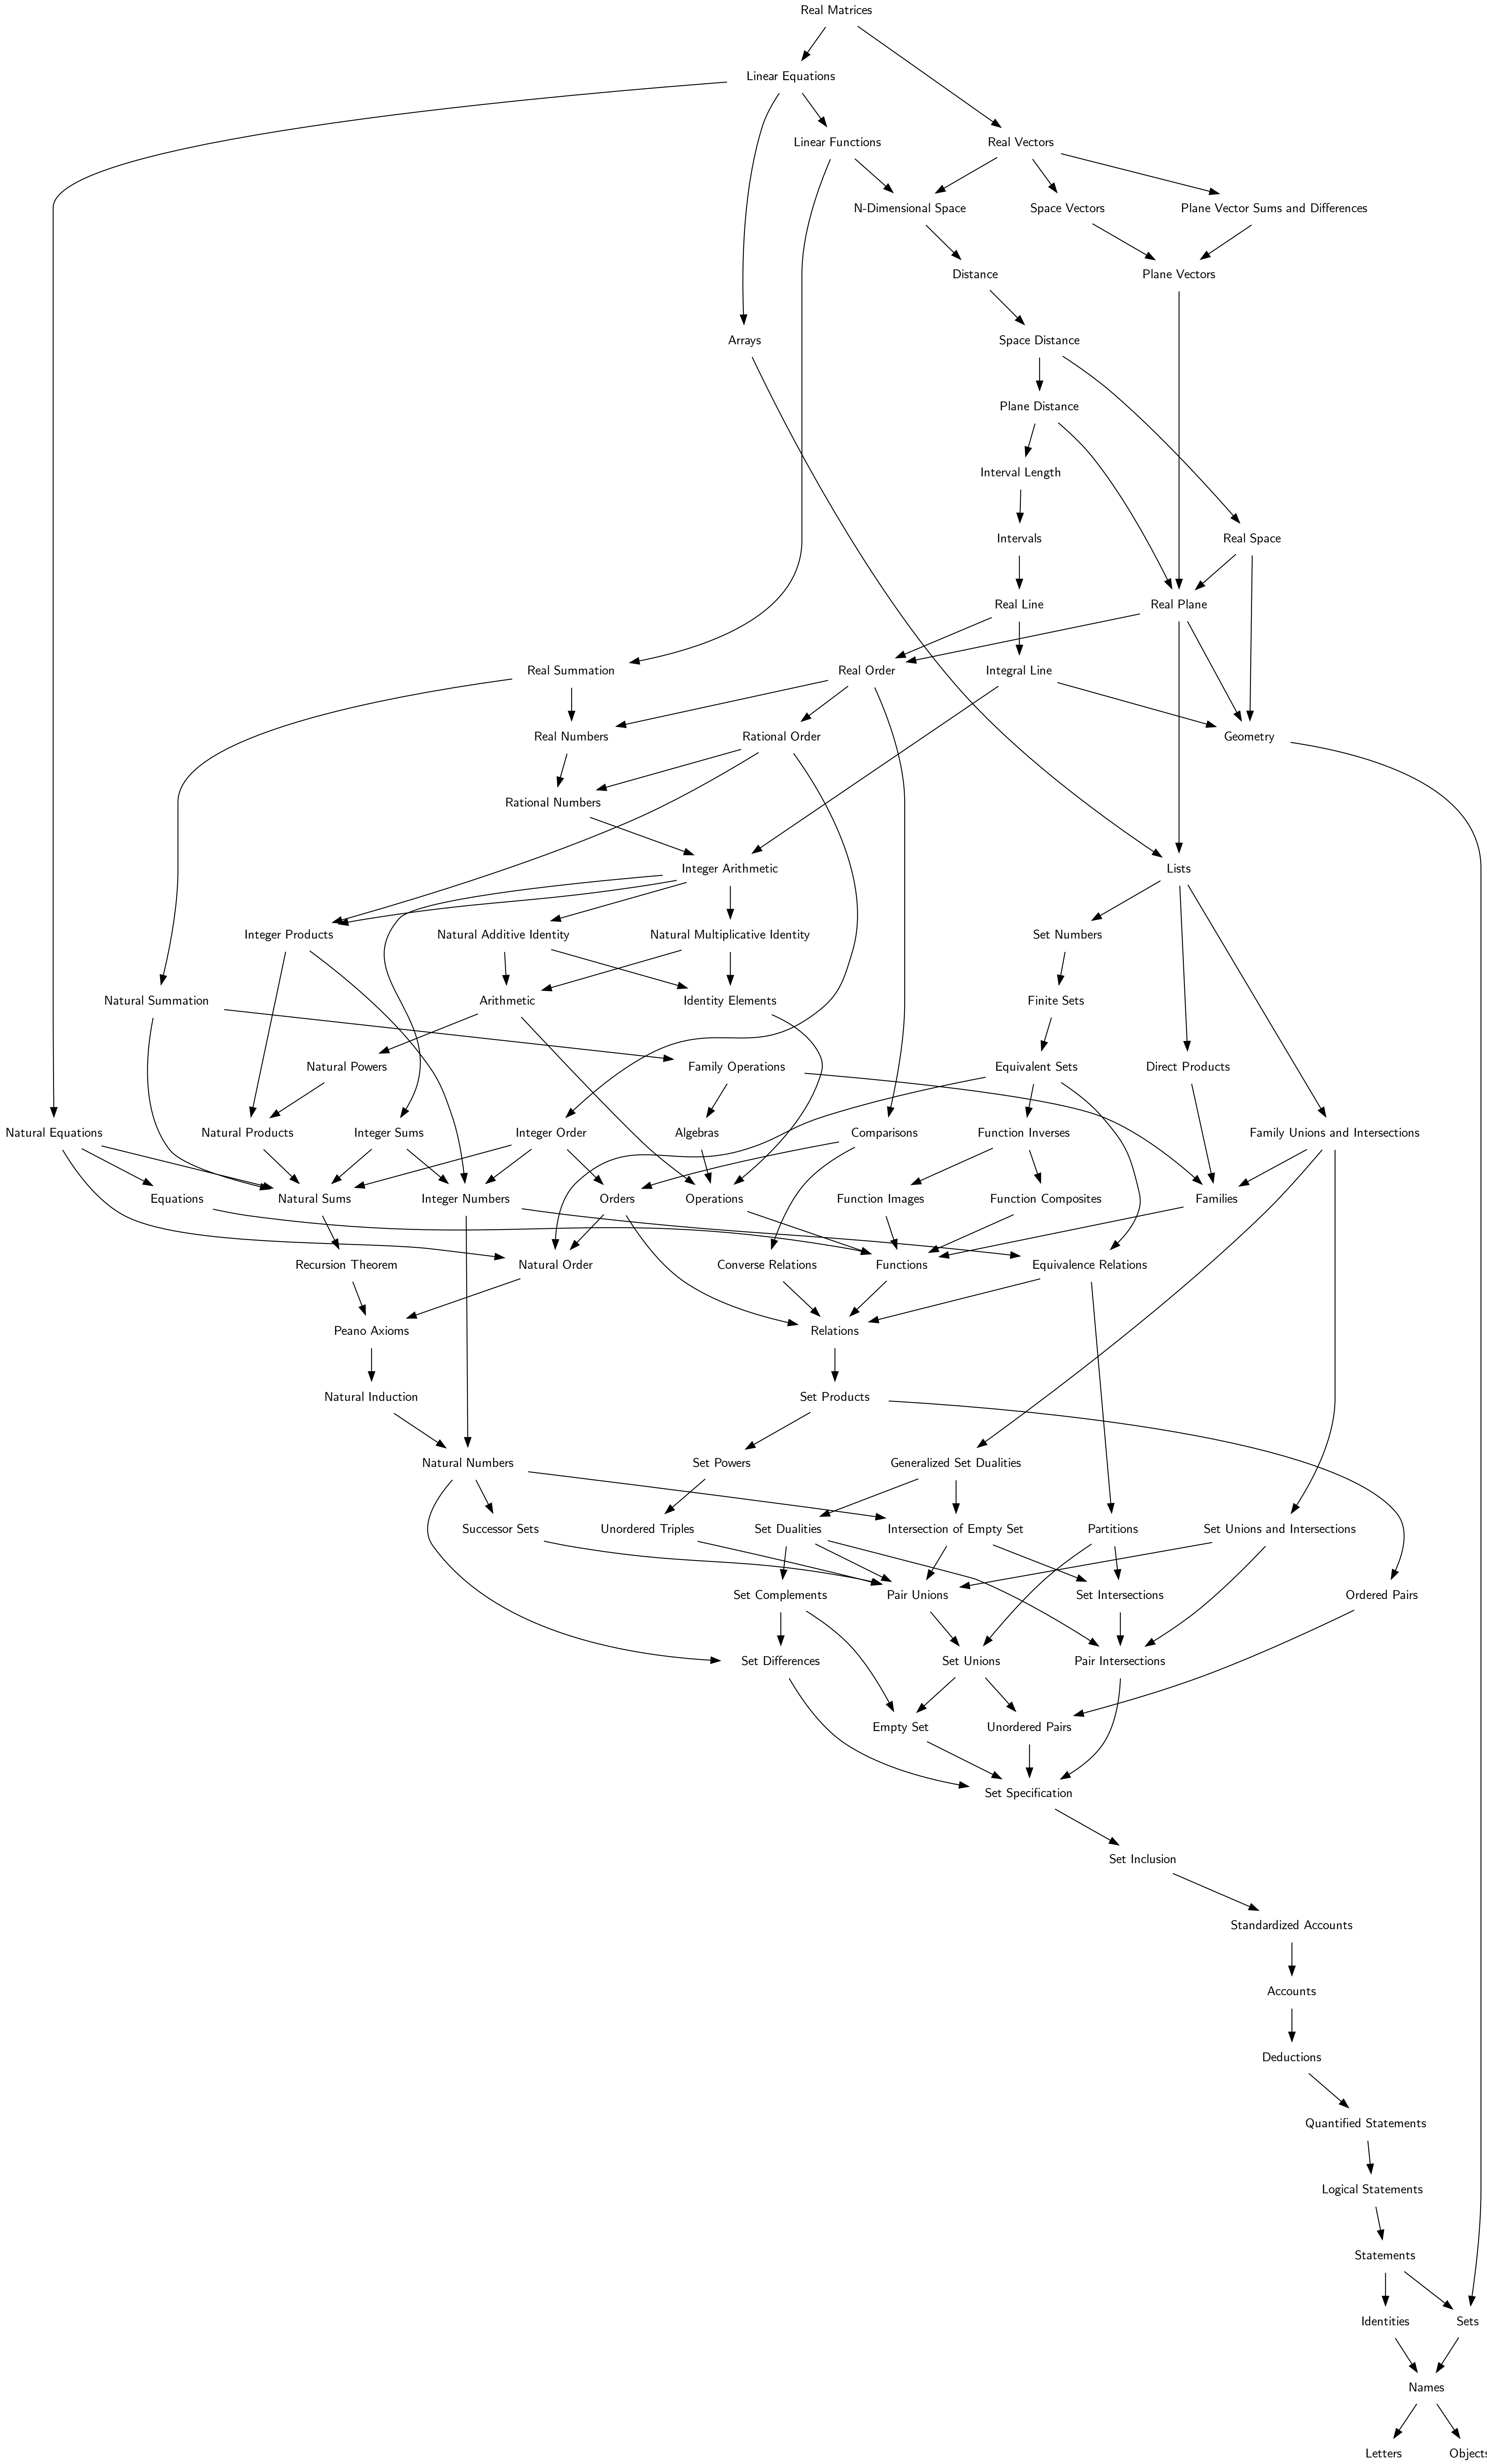 Real Matrices
Linear Equations
Linear Functions
Real Vectors
N-Dimensional Space
Space Vectors
Plane Vector Sums and Differences
Distance
Plane Vectors
Arrays
Space Distance
Plane Distance
Interval Length
Intervals
Real Space
Real Line
Real Plane
Real Summation
Real Order
Integral Line
Real Numbers
Rational Order
Geometry
Rational Numbers
Integer Arithmetic
Lists
Integer Products
Natural Additive Identity
Natural Multiplicative Identity
Set Numbers
Natural Summation
Arithmetic
Identity Elements
Finite Sets
Natural Powers
Family Operations
Equivalent Sets
Direct Products
Natural Equations
Natural Products
Integer Sums
Integer Order
Algebras
Comparisons
Function Inverses
Family Unions and Intersections
Equations
Natural Sums
Integer Numbers
Orders
Operations
Function Images
Function Composites
Families
Recursion Theorem
Natural Order
Converse Relations
Functions
Equivalence Relations
Peano Axioms
Relations
Natural Induction
Set Products
Natural Numbers
Set Powers
Generalized Set Dualities
Successor Sets
Unordered Triples
Set Dualities
Intersection of Empty Set
Partitions
Set Unions and Intersections
Set Complements
Pair Unions
Set Intersections
Ordered Pairs
Set Differences
Set Unions
Pair Intersections
Empty Set
Unordered Pairs
Set Specification
Set Inclusion
Standardized Accounts
Accounts
Deductions
Quantified Statements
Logical Statements
Statements
Identities
Sets
Names
Letters
Objects